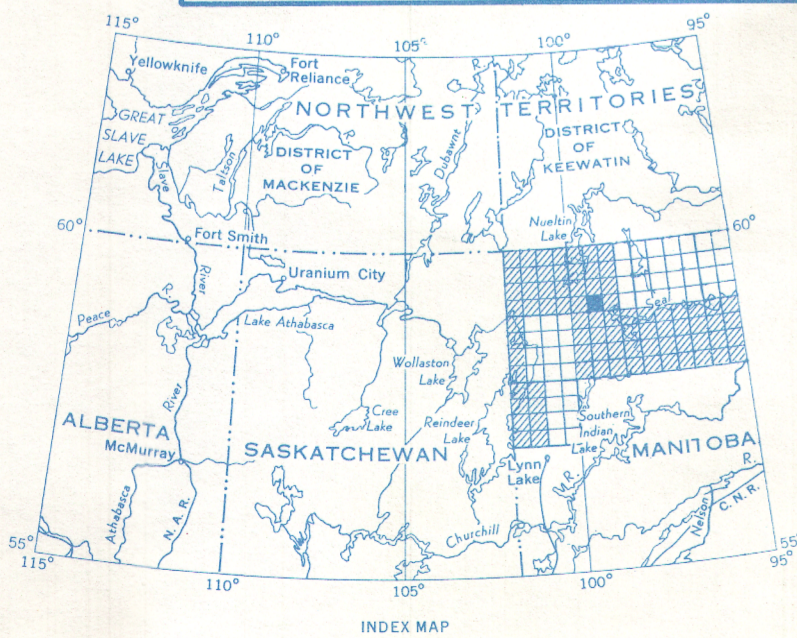 115°
110°
105°
100°
95°
Yellowknife
Fort
Reliance
NORTHWEST TERRITORIES
GREAT
SLAVE
LAKE
Slave
Taltson
R.
DISTRICT
OF
MACKENZIE
Dubawnt
R.
DISTRICT
OF
KEEWATIN
Nueltin
Lake
60°
60°
Fort Smith
River
Uranium City
Peace
R.
Lake Athabasca
Seal
Wollaston
Lake
River
Cree
Lake
Reindeer
Lake
Southern
Indian
Lake
ALBERTA
McMurray
SASKATCHEWAN
MANITOBA
Lynn
Lake
Athabasca
N. A. R.
Churchill
Nelson
R.
C. N. R.
55°
115°
110°
105°
100°
55
95°
INDEX MAP